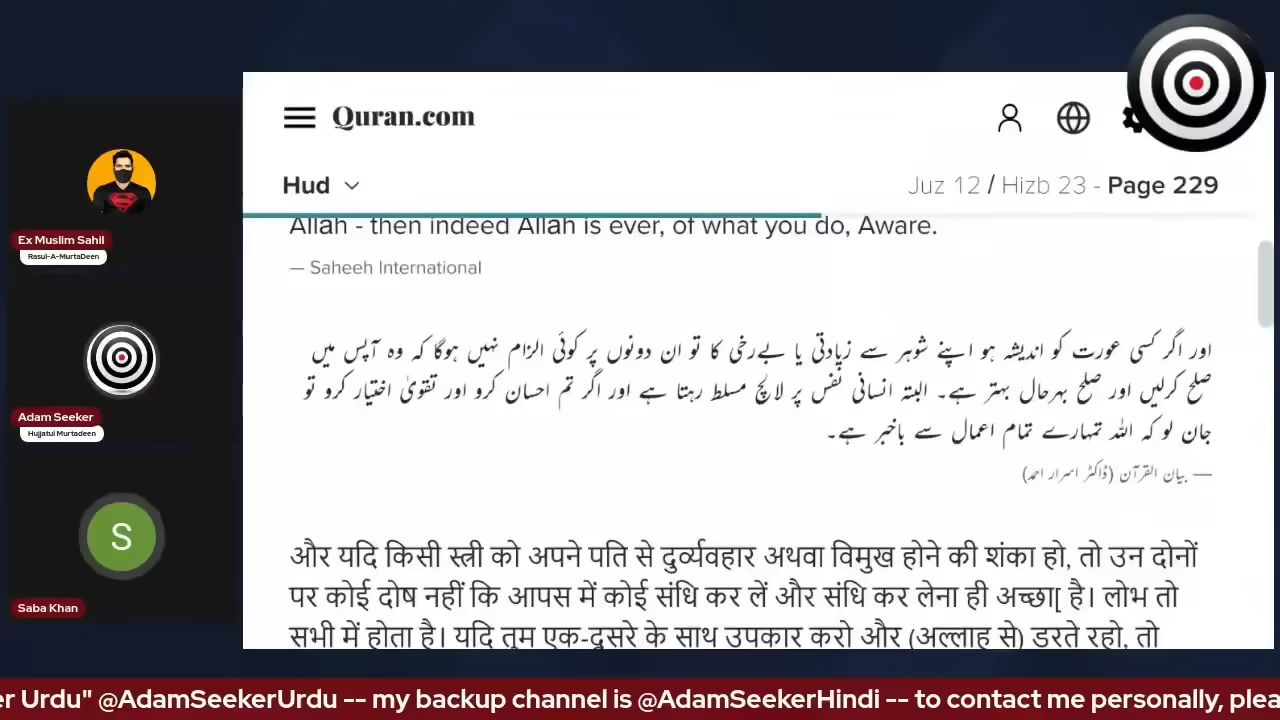 Quran.com
Hud
Juz 12 / Hizb 23 - Page 229
Allah - then indeed Allah is ever, of what you do, Aware.
— Saheeh International
اور اگر کسی عورت کو اندیشہ ہو اپنے شوہر سے زیادتی یا بےرخی کا تو ان دونوں پر کوئی الزام نہیں ہوگا کہ وہ آپس میں
صلح کرلیں اور صلح بہرحال بہتر ہے۔ البتہ انسانی نفس پر لالچ مسلط رہتا ہے اور اگر تم احسان کرو اور تقویٰ اختیار کرو تو
جان لو کہ اللہ تمہارے تمام اعمال سے باخبر ہے۔
— بیان القرآن (ڈاکٹر اسرار احمد)
और यदि किसी स्त्री को अपने पति से दुर्व्यवहार अथवा विमुख होने की शंका हो, तो उन दोनों
पर कोई दोष नहीं कि आपस में कोई संधि कर लें और संधि कर लेना ही अच्छा[ है। लोभ तो
सभी में होता है। यदि तुम एक-दूसरे के साथ उपकार करो और (अल्लाह से) डरते रहो, तो
Ex Muslim Sahil
Rasul-A-MurtaDeen
Adam Seeker
Hujjatul Murtadeen
S
Saba Khan
er Urdu" @AdamSeekerUrdu -- my backup channel is @AdamSeekerHindi -- to contact me personally, plea